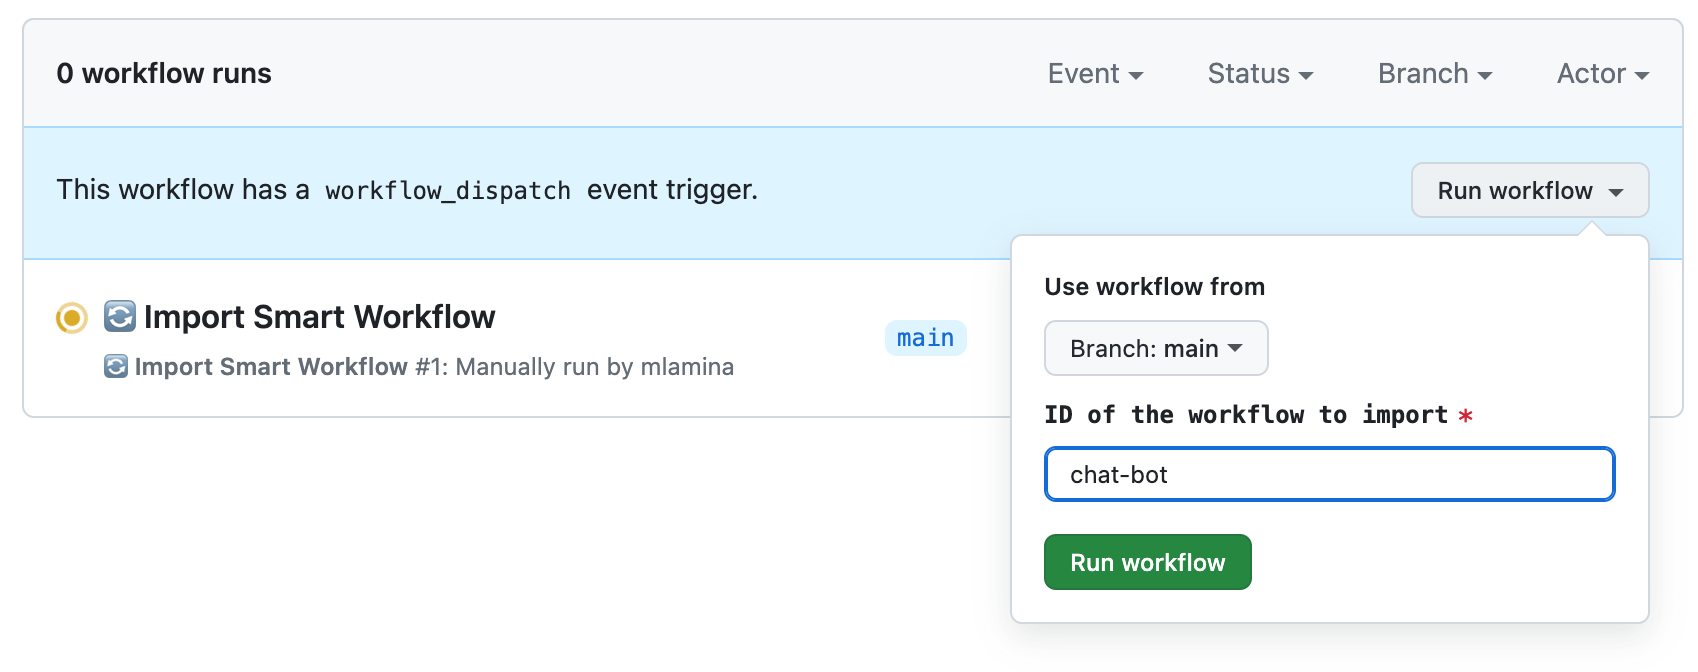 0 workflow runs
Event
Status
Branch
Actor
This workflow has a workflow_dispatch event trigger.
Run workflow
Import Smart Workflow
main
Import Smart Workflow #1: Manually run by mlamina
Use workflow from
Branch: main
ID of the workflow to import *
chat-bot
Run workflow